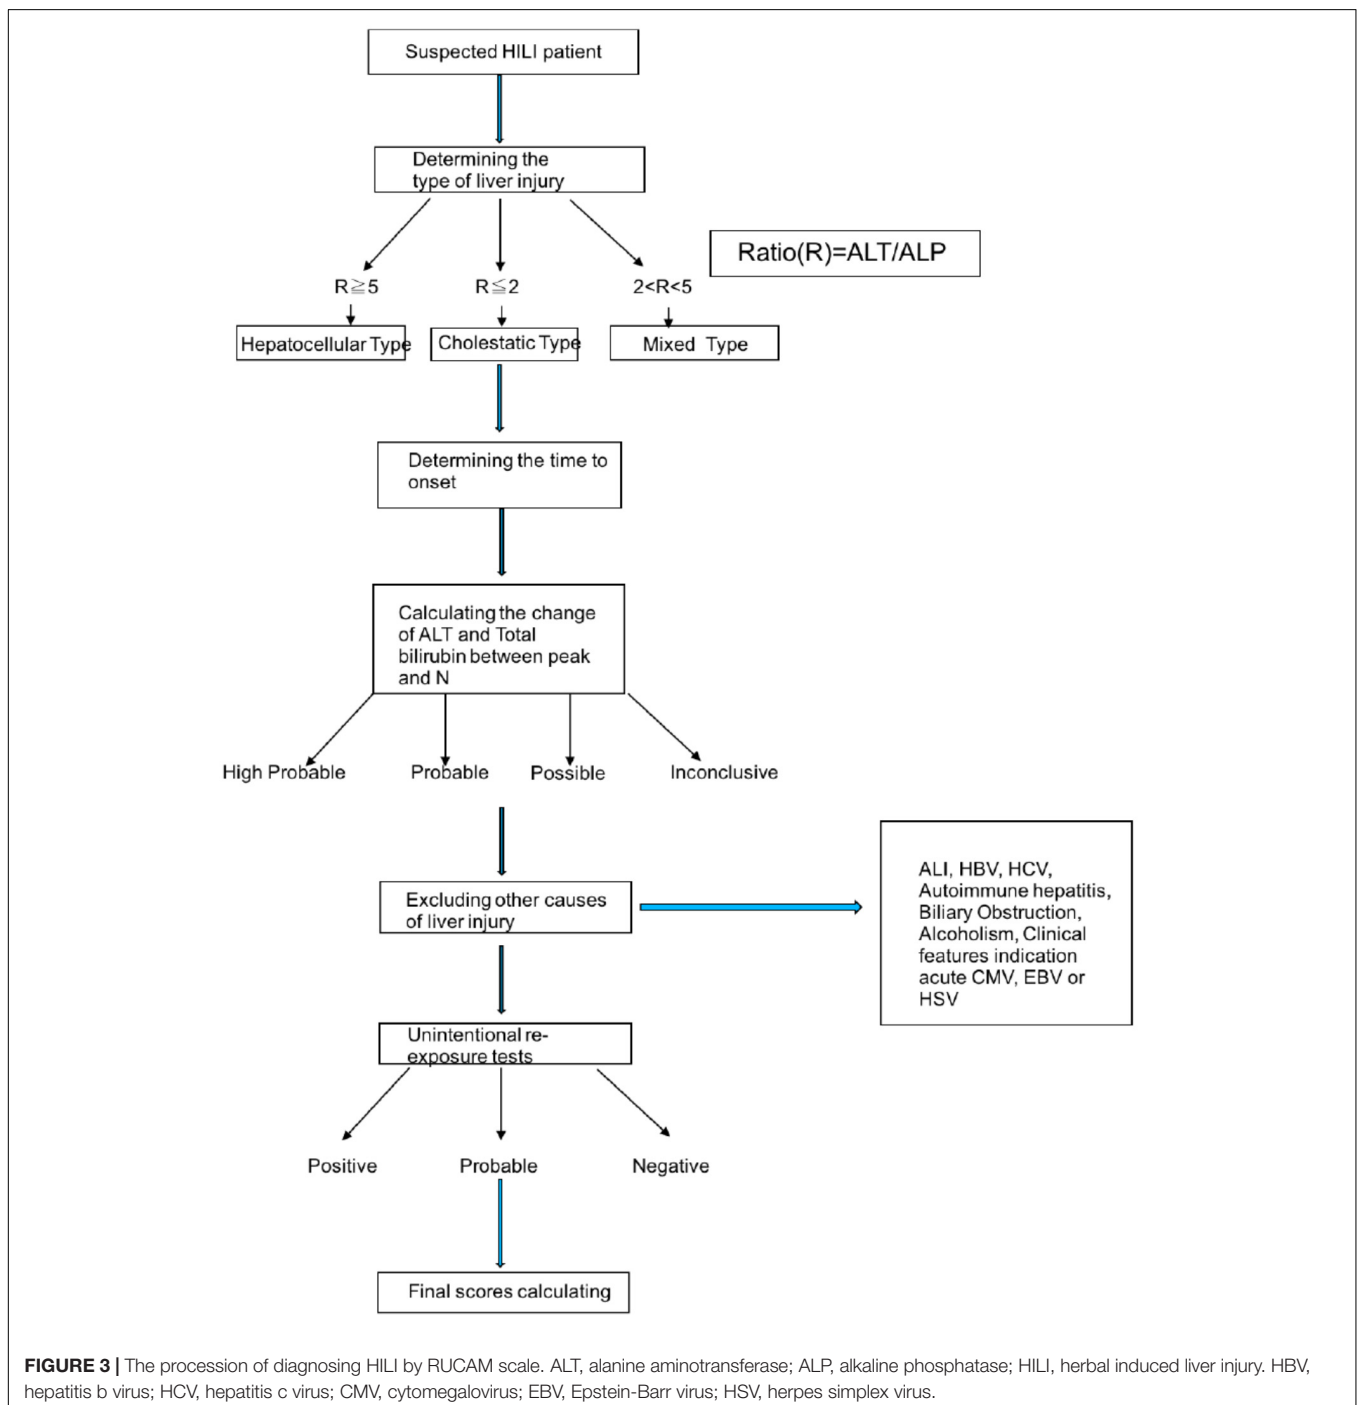 Suspected HILI patient
Determining the
type of liver injury
Ratio(R)=ALT/ALP
R≧5
R≦2
2<R<5
Hepatocellular Type
Cholestatic Type
Mixed Type
Determining the time to
onset
Calculating the change
of ALT and Total
bilirubin between peak
and N
High Probable
Probable
Possible
Inconclusive
Excluding other causes
of liver injury
ALI, HBV, HCV,
Autoimmune hepatitis,
Biliary Obstruction,
Alcoholism, Clinical
features indication
acute CMV, EBV or
HSV
Unintentional re-
exposure tests
Positive
Probable
Negative
Final scores calculating
FIGURE 3 | The procession of diagnosing HILI by RUCAM scale. ALT, alanine aminotransferase; ALP, alkaline phosphatase; HILI, herbal induced liver injury. HBV,
hepatitis b virus; HCV, hepatitis c virus; CMV, cytomegalovirus; EBV, Epstein-Barr virus; HSV, herpes simplex virus.